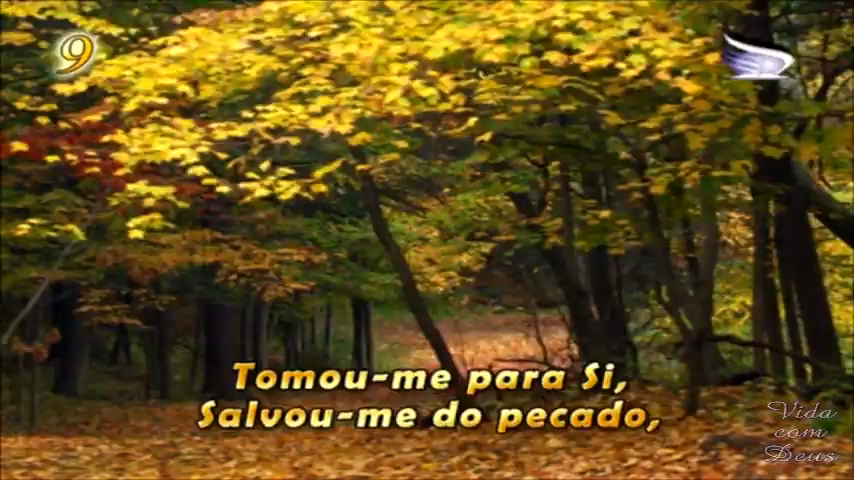 9
Tomou-me para Si,
Salvou-me do pecado,
Vida
com
Deus